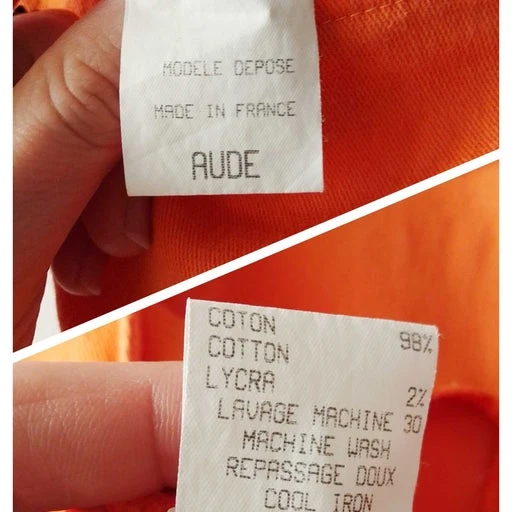 MODELE DEPOSE
MADE IN FRANCE
AUDE
COTON
98%
COTTON
LYCRA
2%
LAVAGE MACHINE 30
MACHINE WASH
REPASSAGE DOUX
COOL IRON